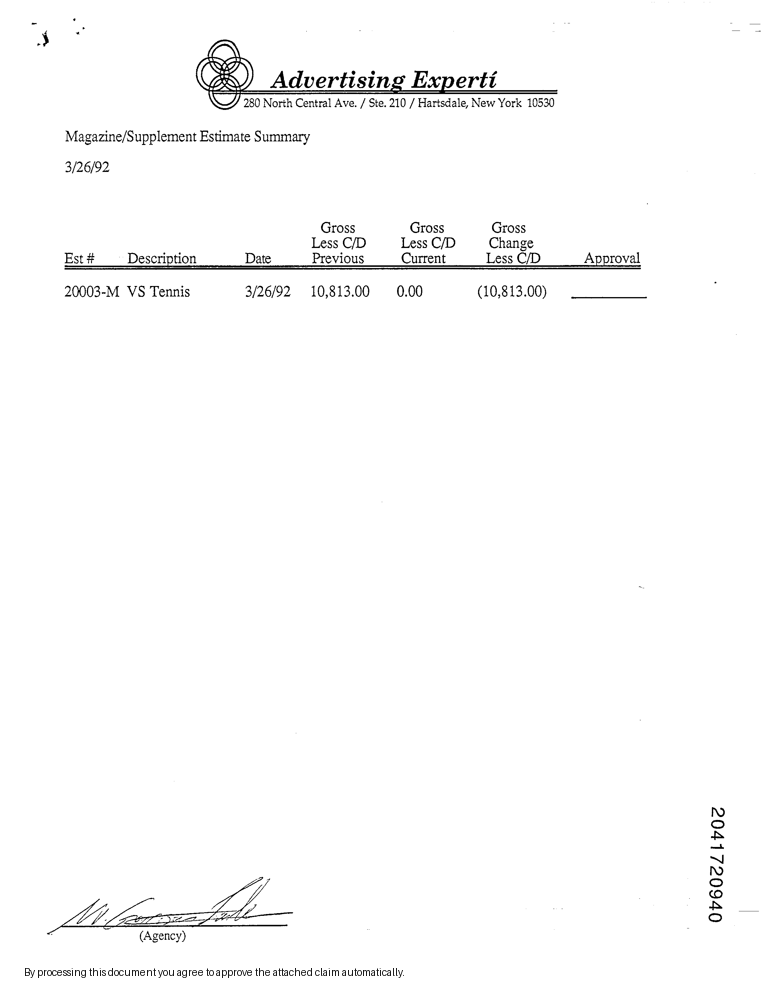 Advertising Expertí
280 North Central Ave. / Ste. 210 / Hartsdale, New York 10530
Magazine/Supplement Estimate Summary
3/26/92
Gross Gross Gross
Less C/D Less C/D Change
Est # Description Date Previous Current Less C/D Approval
20003-M VS Tennis 3/26/92 10,813.00 0.00 (10,813.00)
2041720940
(Agency)
By processing this document you agree to approve the attached claim automatically.